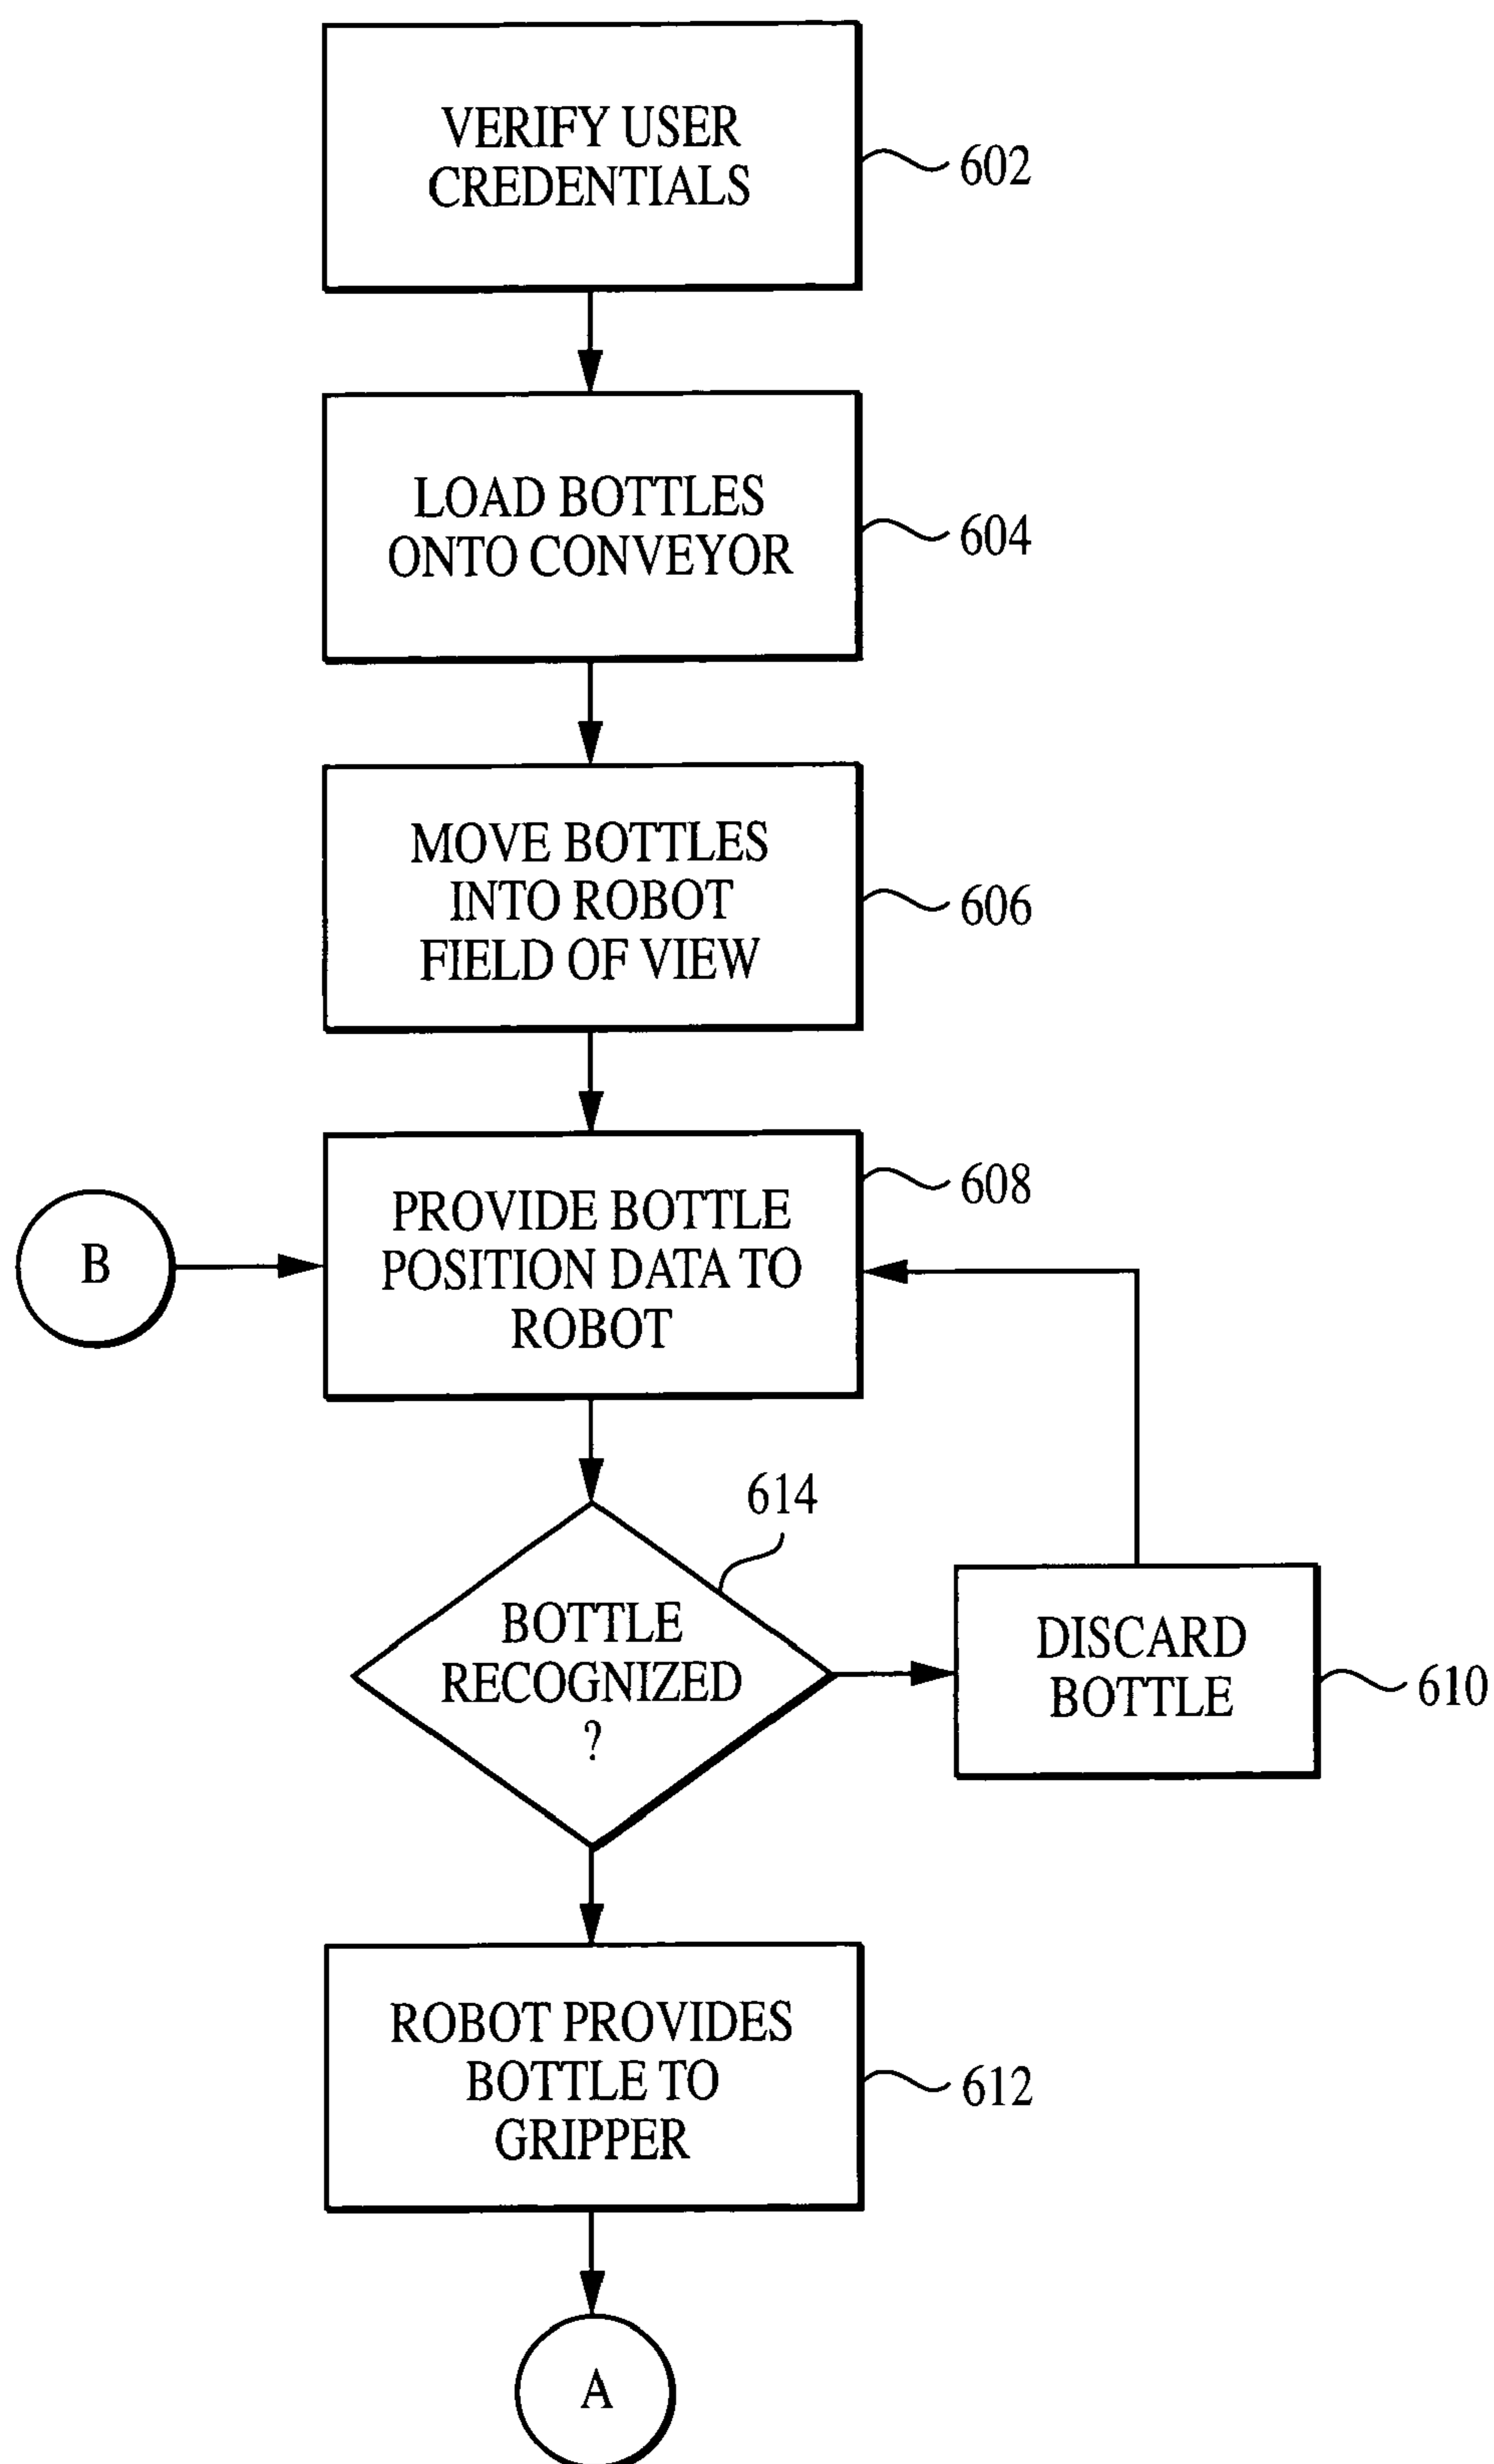 VERIFY USER
CREDENTIALS
602
LOAD BOTTLES
ONTO CONVEYOR
604
MOVE BOTTLES
INTO ROBOT
FIELD OF VIEW
606
B
PROVIDE BOTTLE
POSITION DATA TO
ROBOT
608
614
BOTTLE
RECOGNIZED
?
DISCARD
BOTTLE
610
ROBOT PROVIDES
BOTTLE TO
GRIPPER
612
A